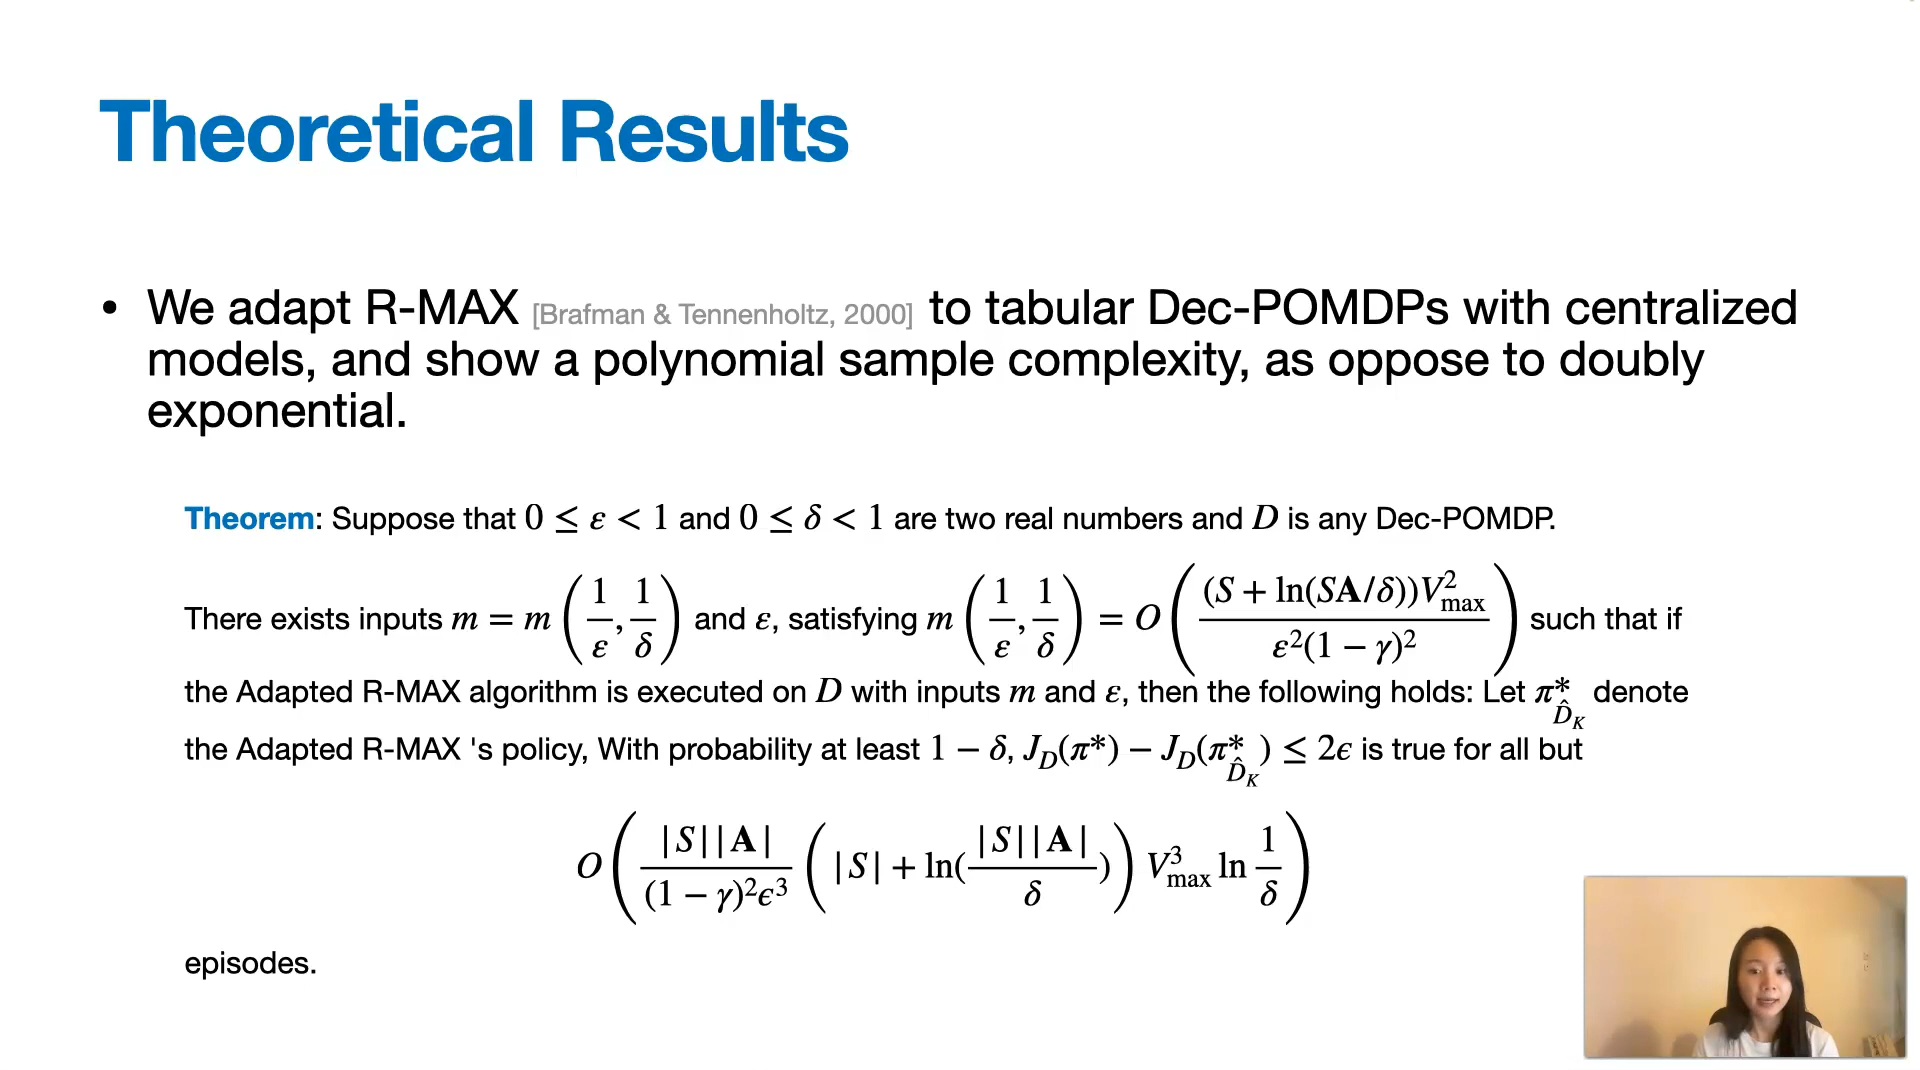 Theoretical Results
• We adapt R-MAX [Brafman & Tennenholtz, 2000] to tabular Dec-POMDPs with centralized
models, and show a polynomial sample complexity, as oppose to doubly
exponential.
Theorem: Suppose that 0 ≤ ε < 1 and 0 ≤ δ < 1 are two real numbers and D is any Dec-POMDP.
There exists inputs m = m(1/ε, 1/δ) and ε, satisfying m(1/ε, 1/δ) = O((S + ln(S𝐀/δ))V²_max / ε²(1 − γ)²) such that if
the Adapted R-MAX algorithm is executed on D with inputs m and ε, then the following holds: Let π*_{D̂_K} denote
the Adapted R-MAX 's policy, With probability at least 1 − δ, J_D(π*) − J_D(π*_{D̂_K}) ≤ 2ϵ is true for all but
O(|S||𝐀| / (1 − γ)²ϵ³ (|S| + ln(|S||𝐀| / δ)) V³_max ln 1/δ)
episodes.